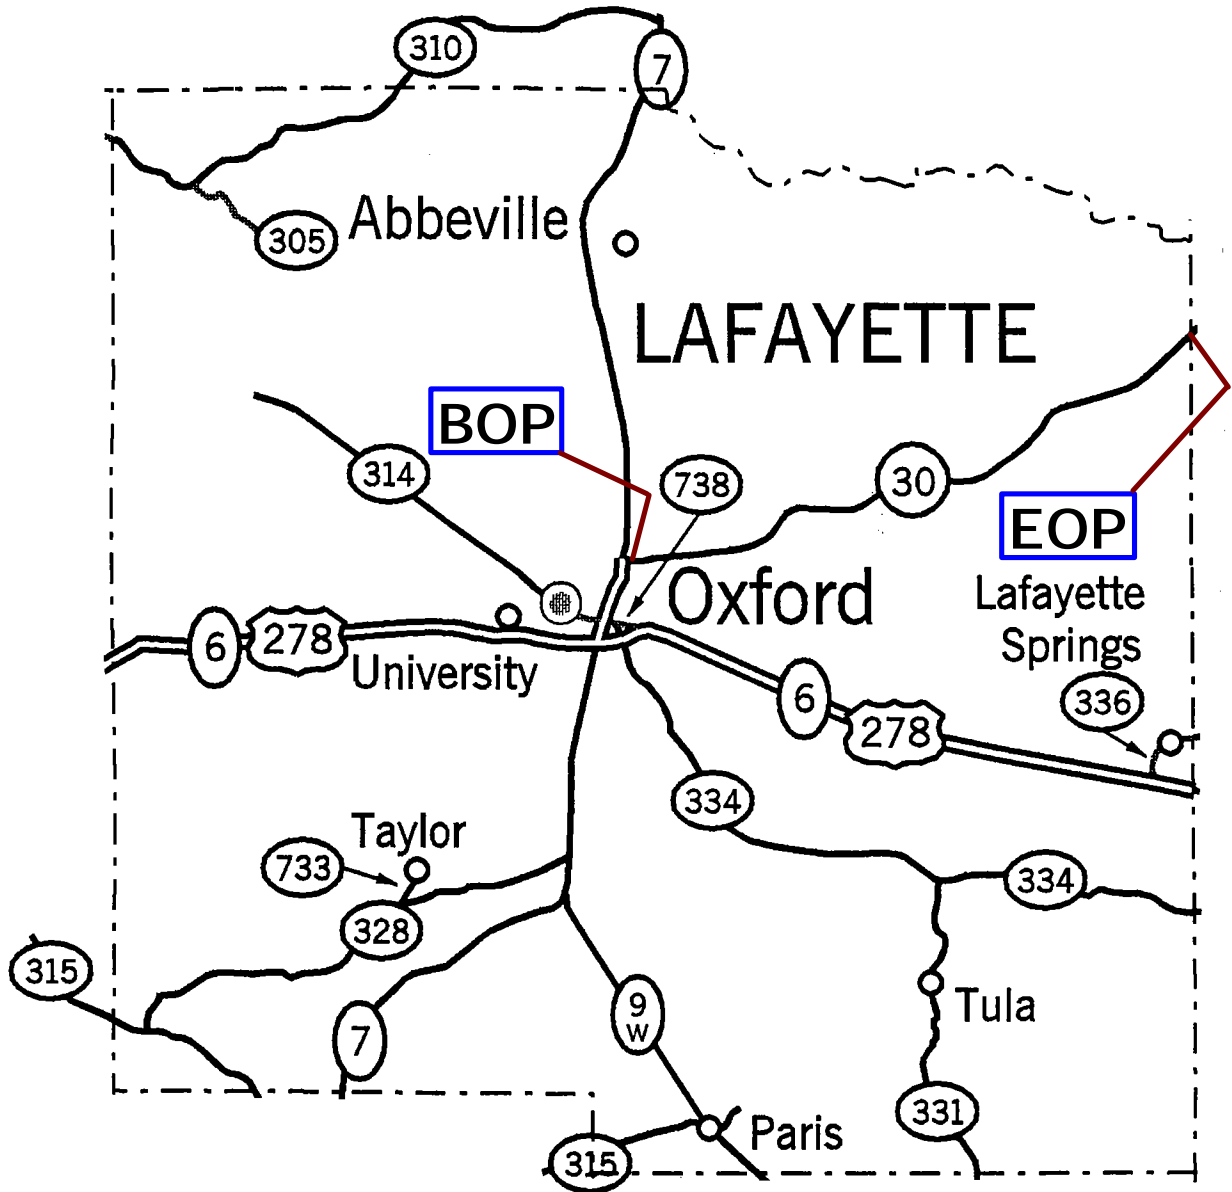 310
7
Abbeville
305
LAFAYETTE
BOP
314
738
30
EOP
Oxford
Lafayette
Springs
6
278
University
336
6
278
334
Taylor
733
334
328
315
7
9
W
Tula
331
Paris
315